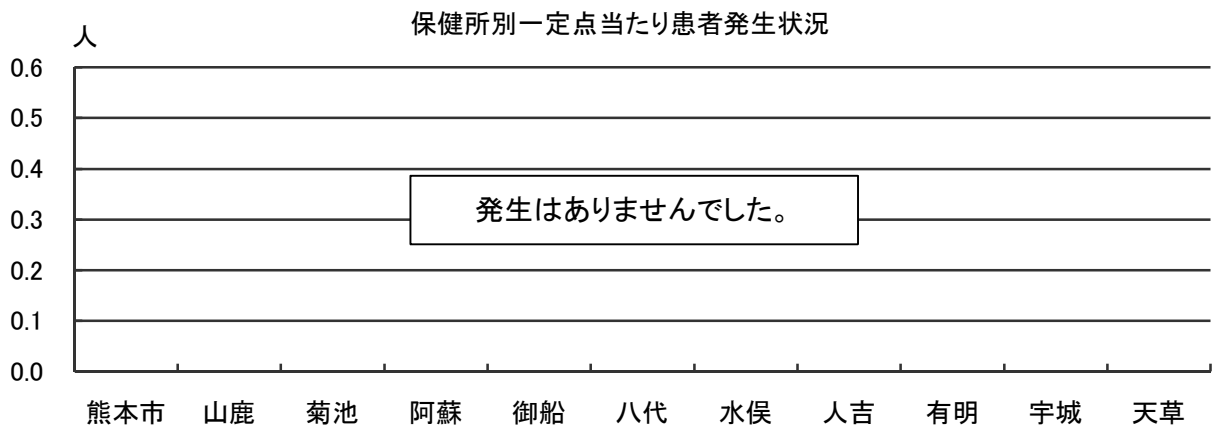 保健所別一定点当たり患者発生状況
人
0.6
0.5
0.4
発生はありませんでした。
0.3
0.2
0.1
0.0
熊本市 山鹿 菊池 阿蘇 御船 八代 水俣 人吉 有明 宇城 天草